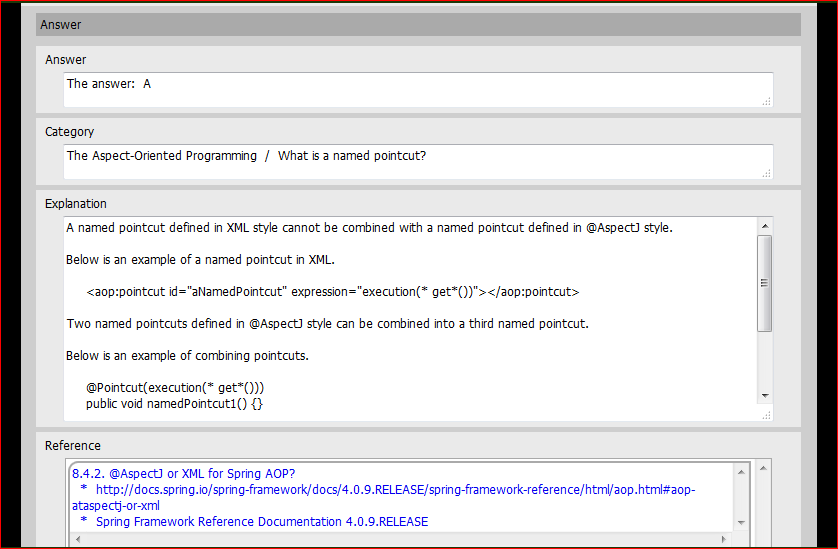 Answer
Answer
The answer:  A
Category
The Aspect-Oriented Programming  /  What is a named pointcut?
Explanation
A named pointcut defined in XML style cannot be combined with a named pointcut defined in @AspectJ style.
Below is an example of a named pointcut in XML.
<aop:pointcut id="aNamedPointcut" expression="execution(* get*())"></aop:pointcut>
Two named pointcuts defined in @AspectJ style can be combined into a third named pointcut.
Below is an example of combining pointcuts.
@Pointcut(execution(* get*()))
public void namedPointcut1() {}
Reference
8.4.2. @AspectJ or XML for Spring AOP?
*  http://docs.spring.io/spring-framework/docs/4.0.9.RELEASE/spring-framework-reference/html/aop.html#aop-
ataspectj-or-xml
*  Spring Framework Reference Documentation 4.0.9.RELEASE